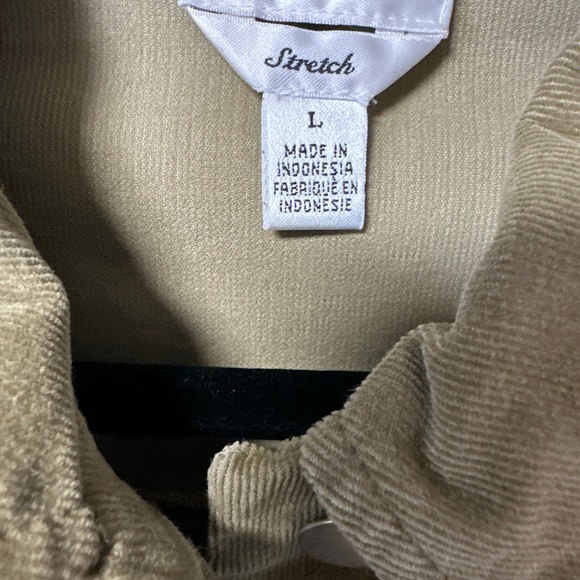 Stretch
L
MADE IN
INDONESIA
FABRIQUÉ EN
INDONÉSIE